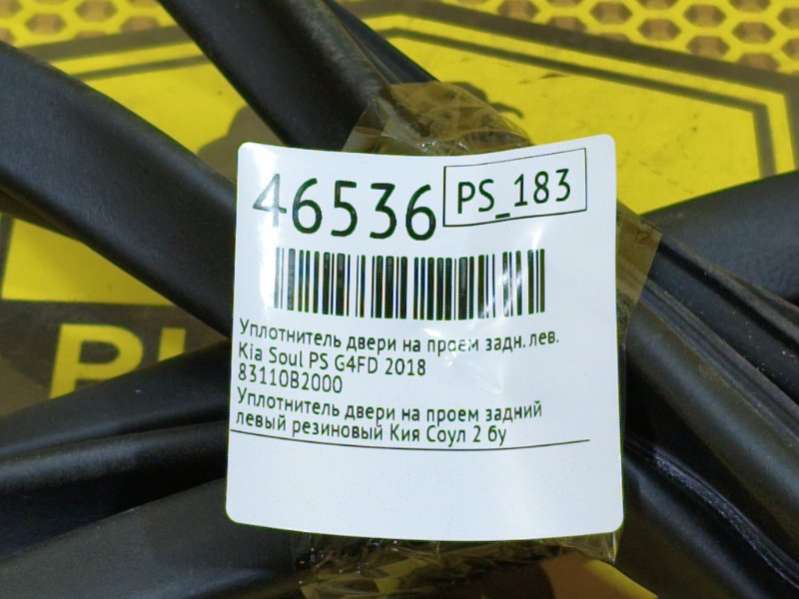 46536
PS_183
Уплотнитель двери на проем задн. лев.
Kia Soul PS G4FD 2018
83110B2000
Уплотнитель двери на проем задний
левый резиновый Кия Соул 2 бу